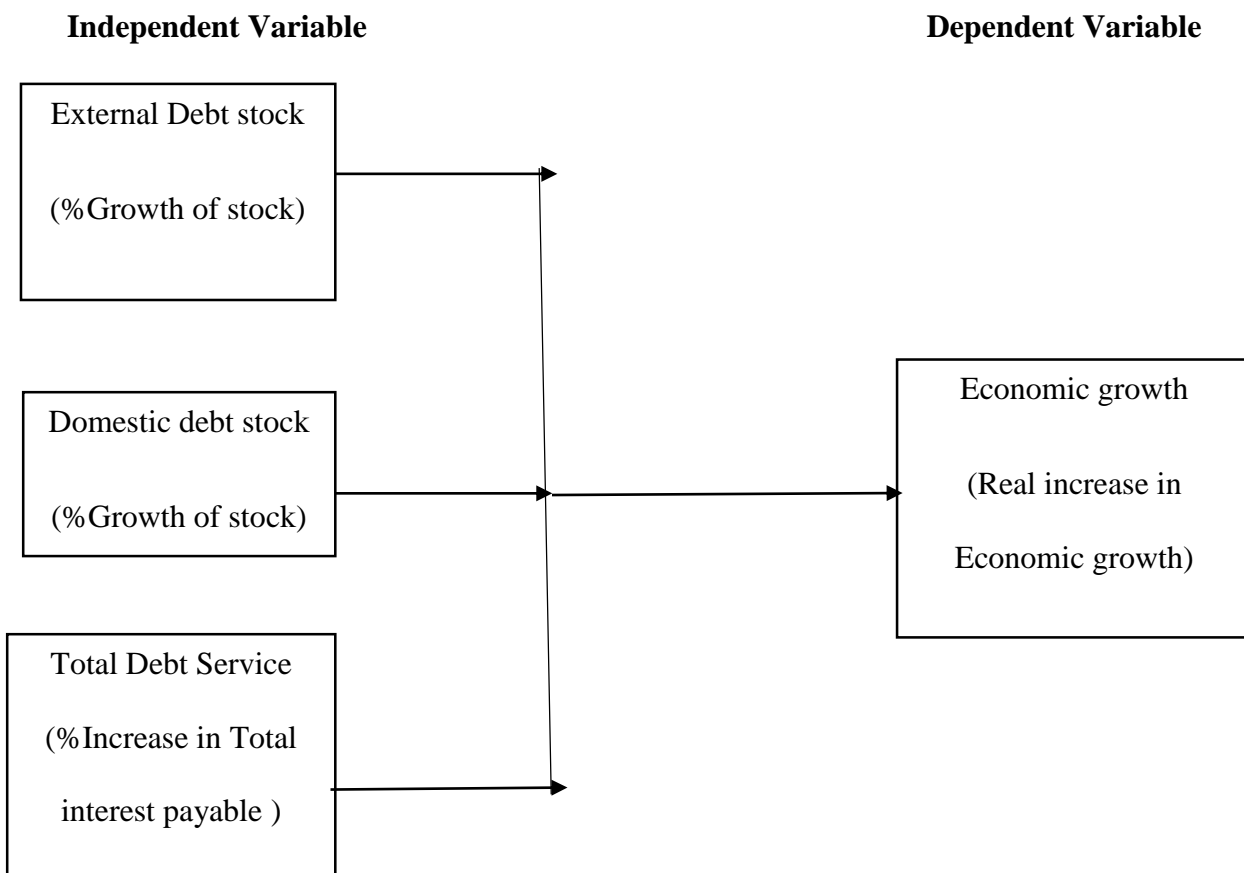 Independent Variable
Dependent Variable
External Debt stock
(%Growth of stock)
Domestic debt stock
(%Growth of stock)
Total Debt Service
(%Increase in Total
interest payable )
Economic growth
(Real increase in
Economic growth)